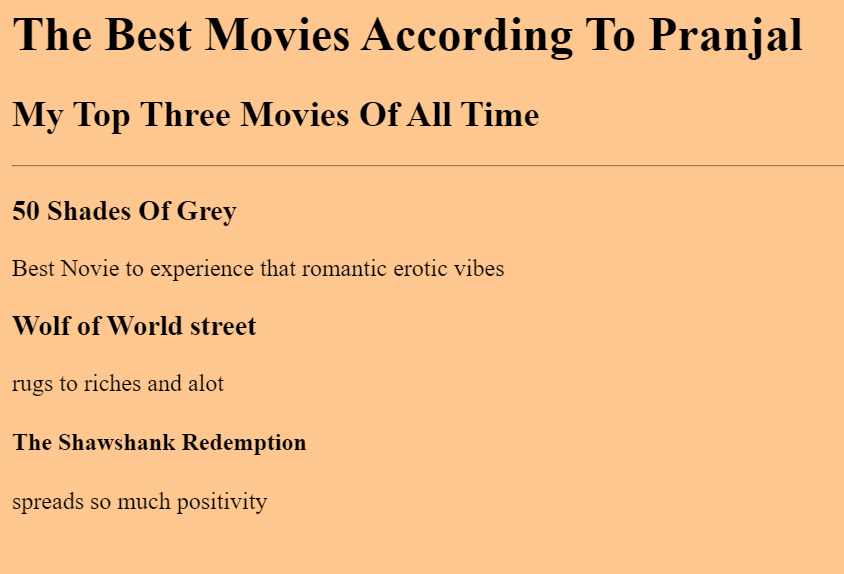 The Best Movies According To Pranjal
My Top Three Movies Of All Time
50 Shades Of Grey
Best Novie to experience that romantic erotic vibes
Wolf of World street
rugs to riches and alot
The Shawshank Redemption
spreads so much positivity